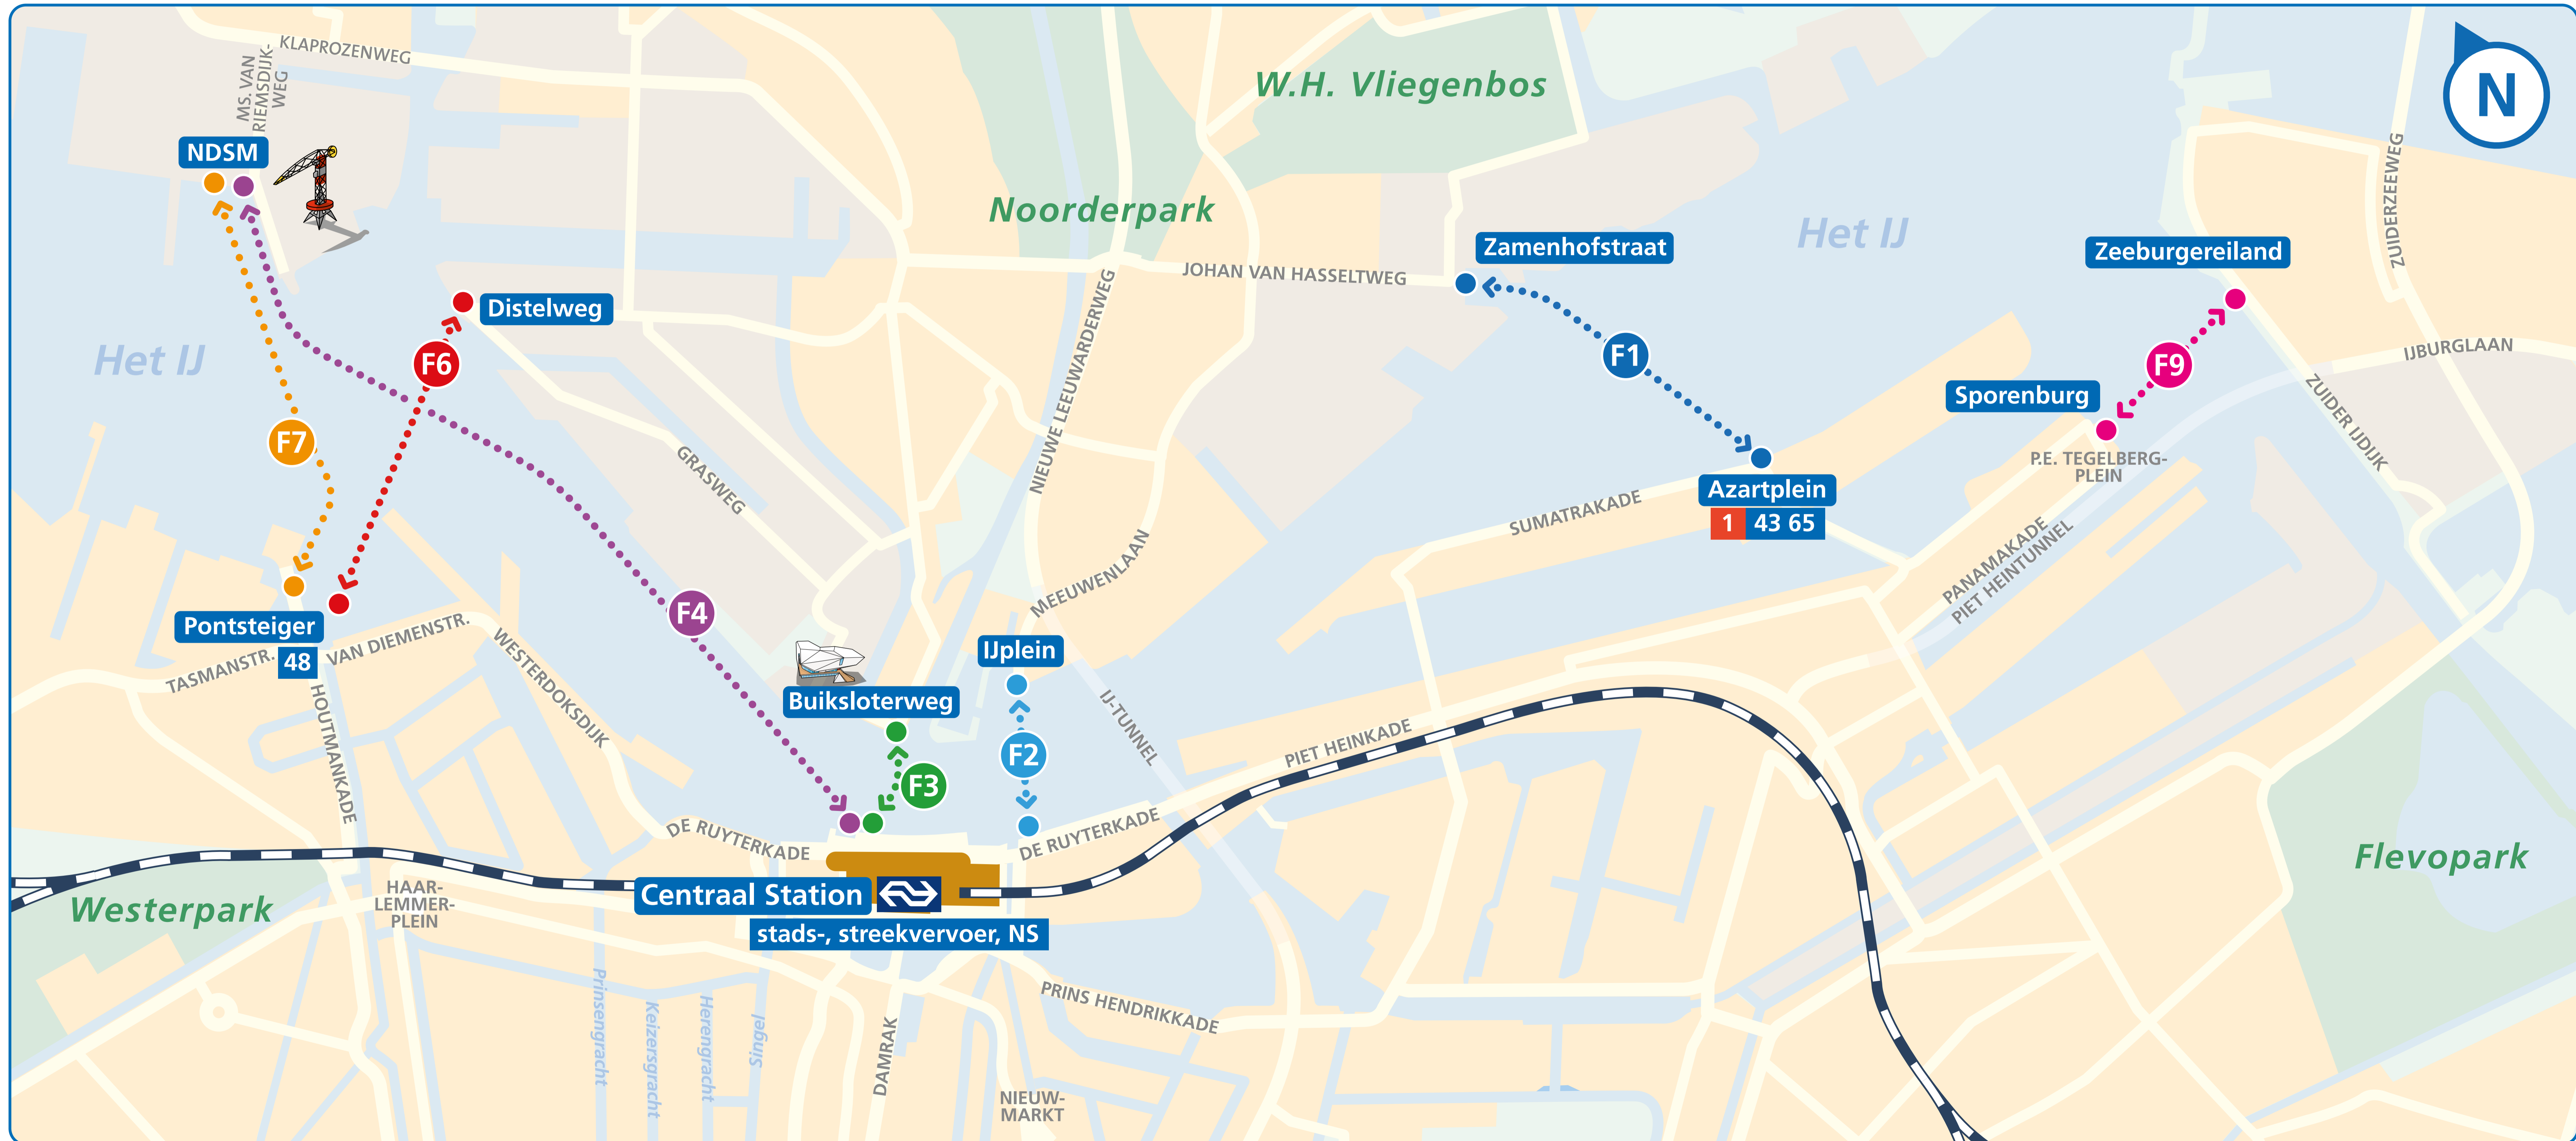 KLAPROZENWEG
MS. VAN
RIEMSDIJK-
WEG
W.H. Vliegenbos
N
NDSM
Noorderpark
Het IJ
ZUIDERZEEWEG
Zamenhofstraat
Zeeburgereiland
JOHAN VAN HASSELTWEG
Distelweg
NIEUWE LEEUWARDERWEG
Het IJ
F6
F1
F9
IJBURGLAAN
Sporenburg
ZUIDER IJDIJK
F7
GRASWEG
P.E. TEGELBERG-
PLEIN
Azartplein
1 43 65
SUMATRAKADE
PANAMAKADE
PIET HEINTUNNEL
MEEUWENLAAN
F4
Pontsteiger
48
TASMANSTR.
VAN DIEMENSTR.
WESTERDOKSDIJK
HOUTMANKADE
IJplein
Buiksloterweg
IJ-TUNNEL
F2
F3
PIET HEINKADE
DE RUYTERKADE
DE RUYTERKADE
Flevopark
Westerpark
HAAR-
LEMMER-
PLEIN
Centraal Station
stads-, streekvervoer, NS
Prinsengracht
Keizersgracht
Herengracht
Singel
DAMRAK
PRINS HENDRIKKADE
NIEUW-
MARKT